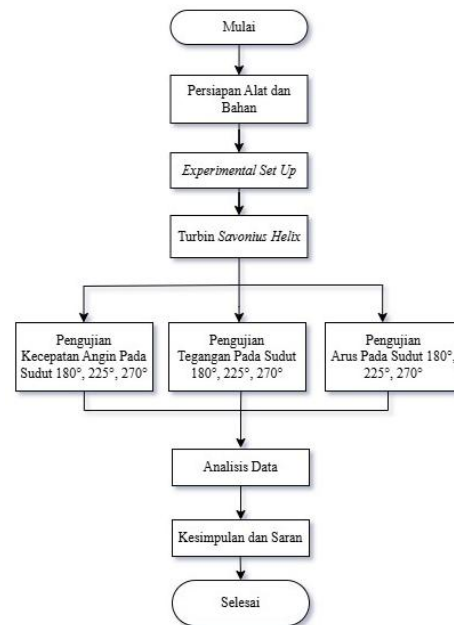 Mulai
Persiapan Alat dan
Bahan
Experimental Set Up
Turbin Savonius Helix
Pengujian
Kecepatan Angin Pada
Sudut 180°, 225°, 270°
Pengujian
Tegangan Pada Sudut
180°, 225°, 270°
Pengujian
Arus Pada Sudut 180°,
225°, 270°
Analisis Data
Kesimpulan dan Saran
Selesai